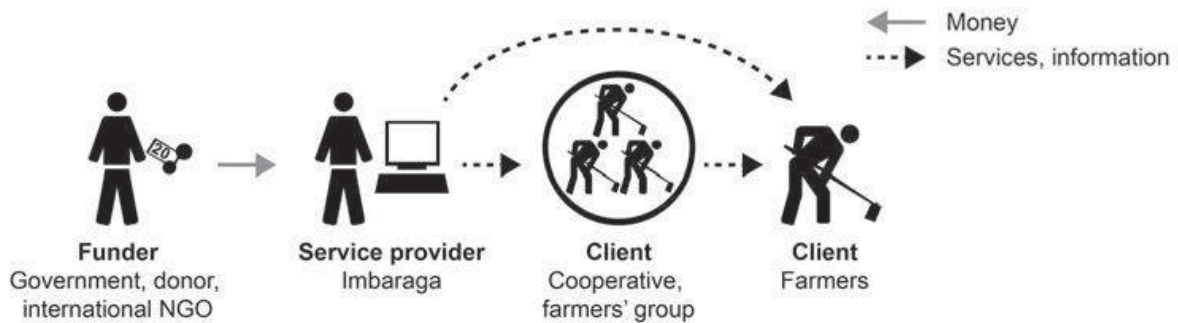 Money
Services, information
20
Funder
Government, donor,
international NGO
Service provider
Imbaraga
Client
Cooperative,
farmers' group
Client
Farmers